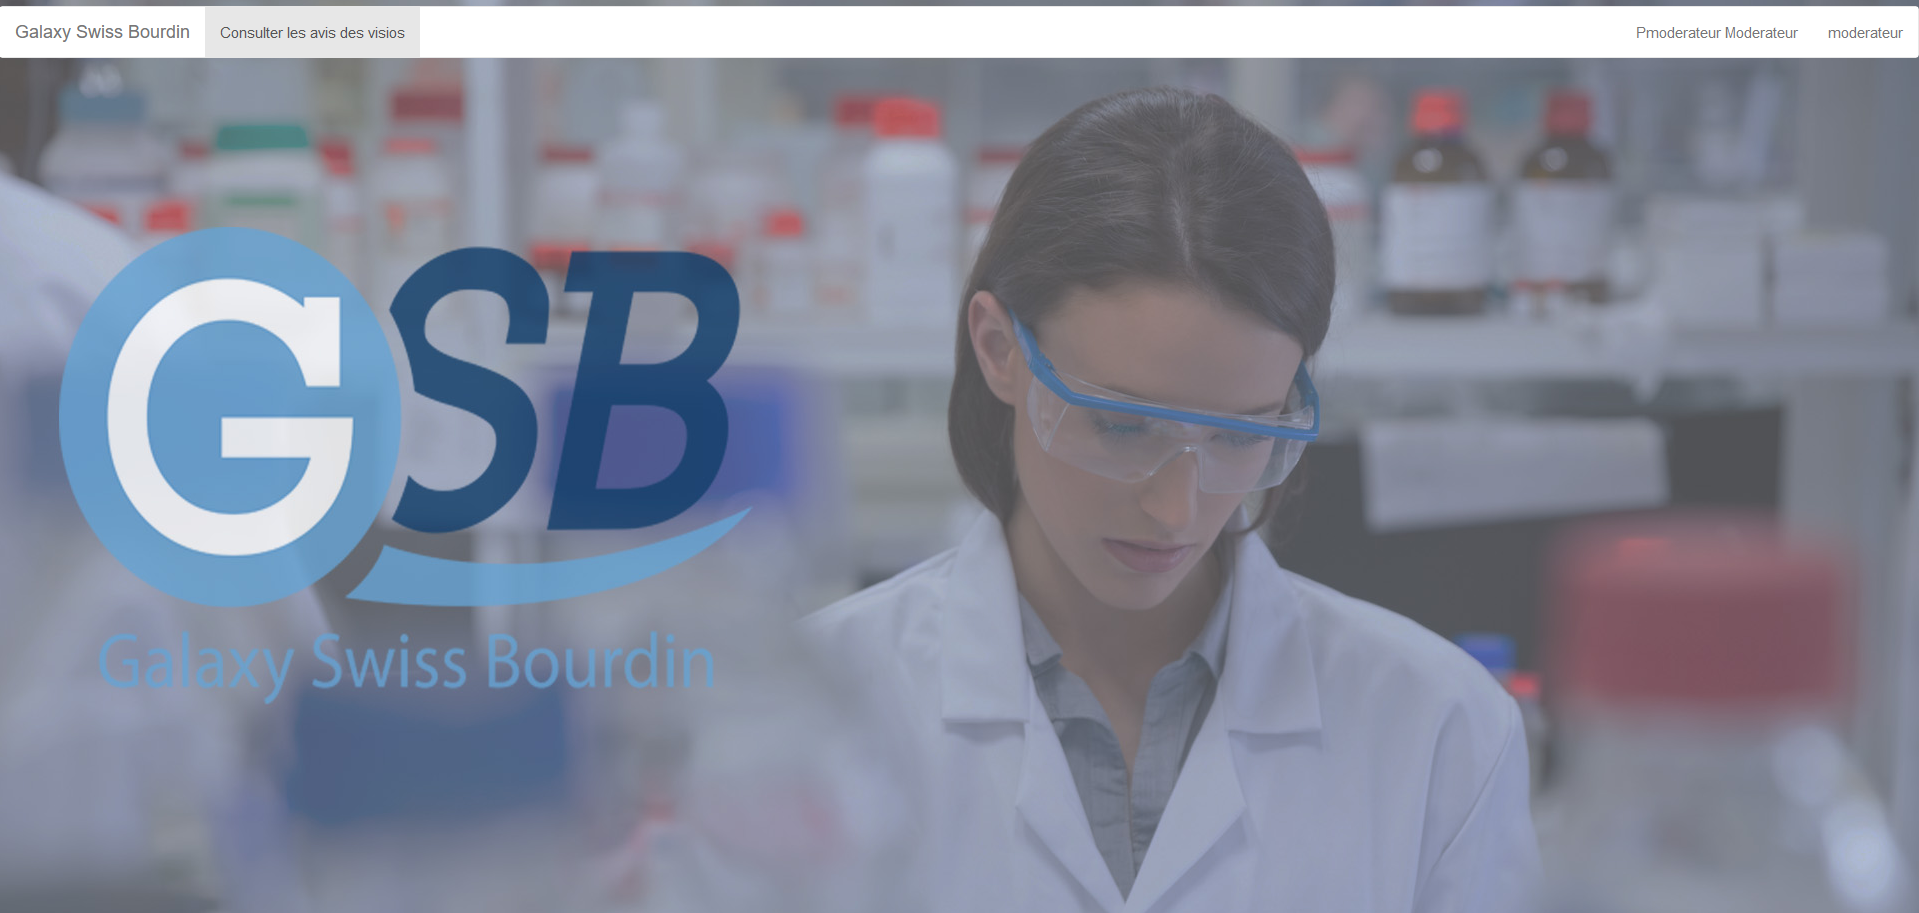 Galaxy Swiss Bourdin
Consulter les avis des visios
Pmoderateur Moderateur
moderateur
GSB
Galaxy Swiss Bourdin